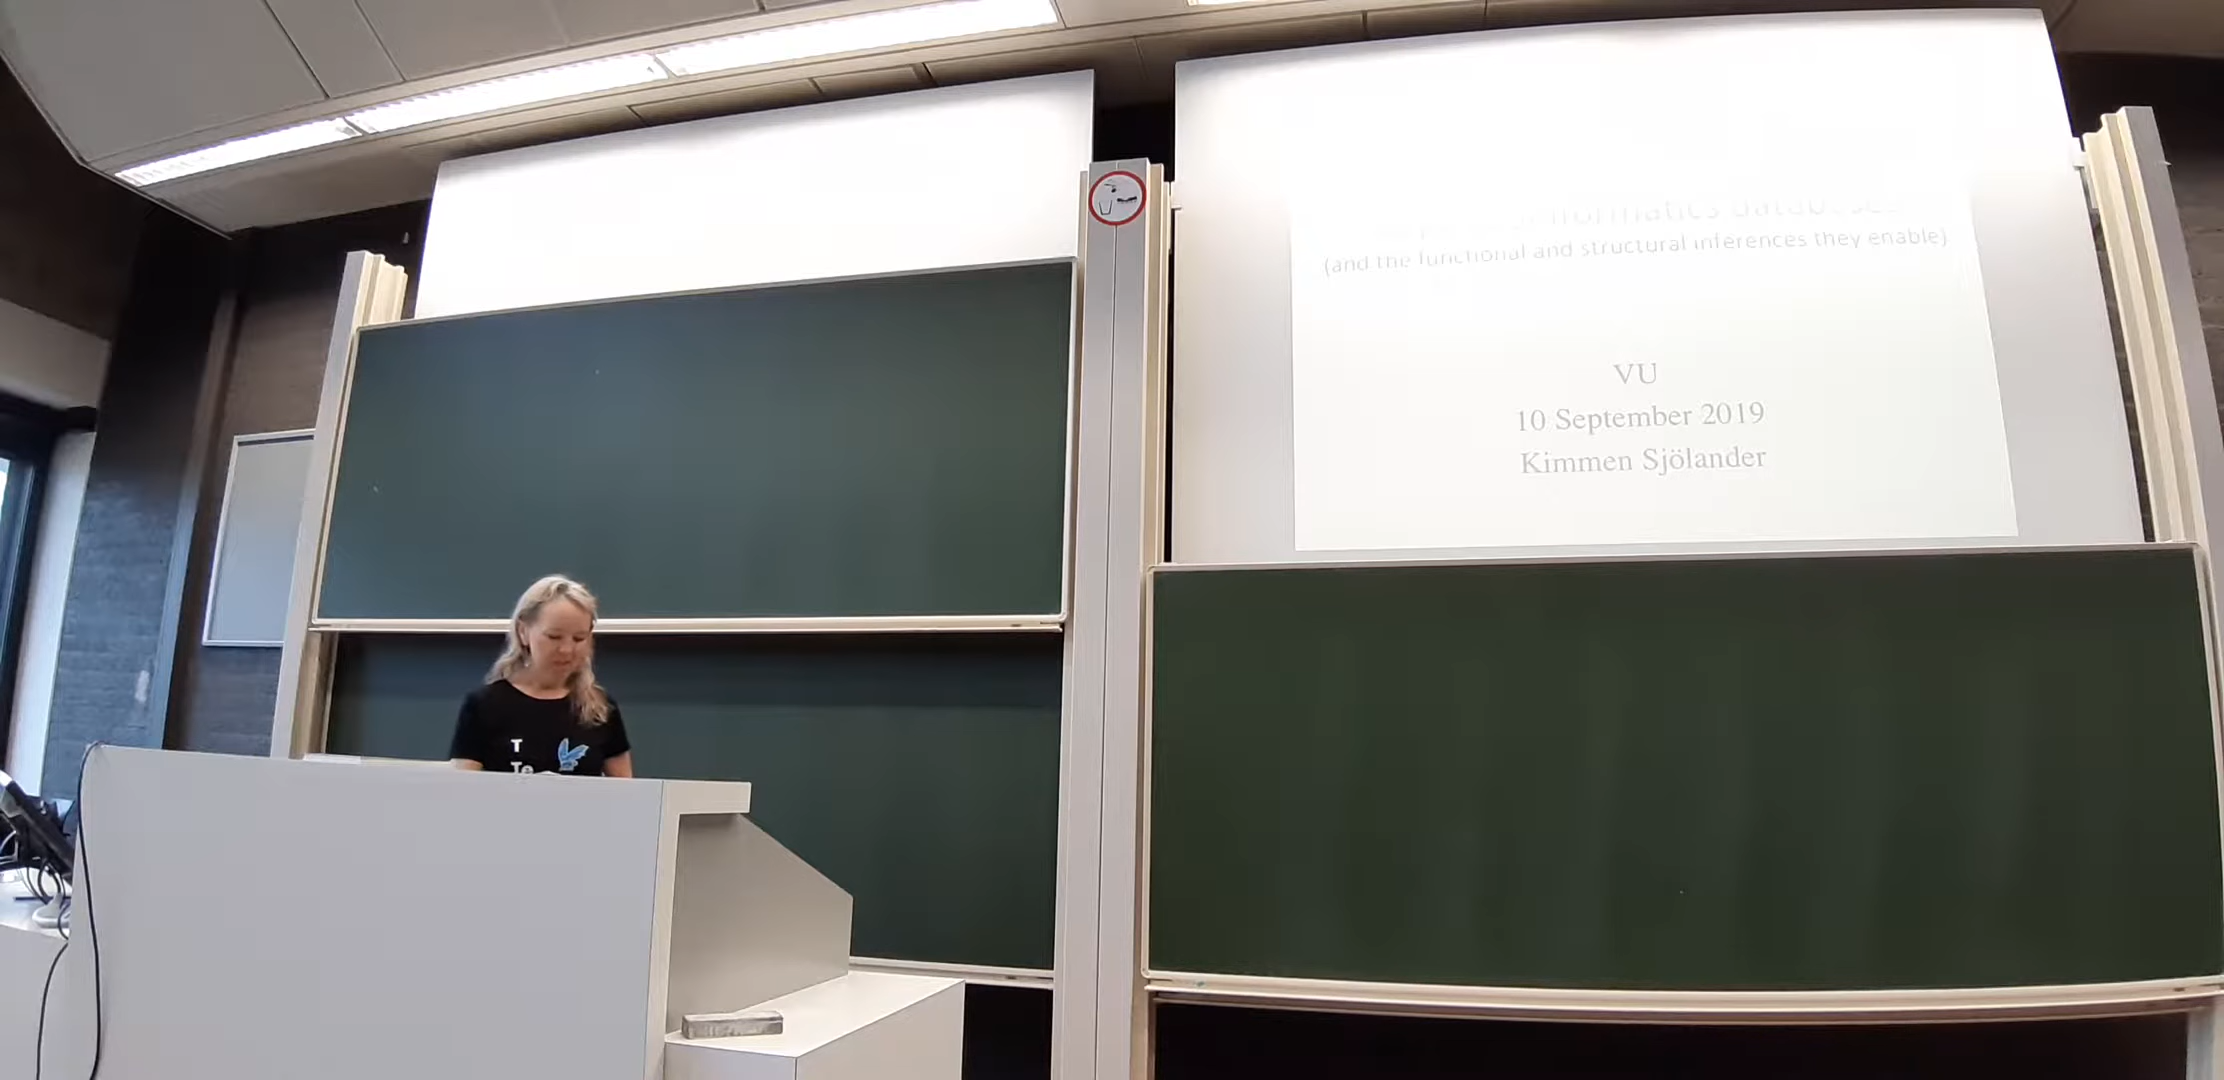 (and the functional and structural inferences they enable)
VU
10 September 2019
Kimmen Sjölander
T